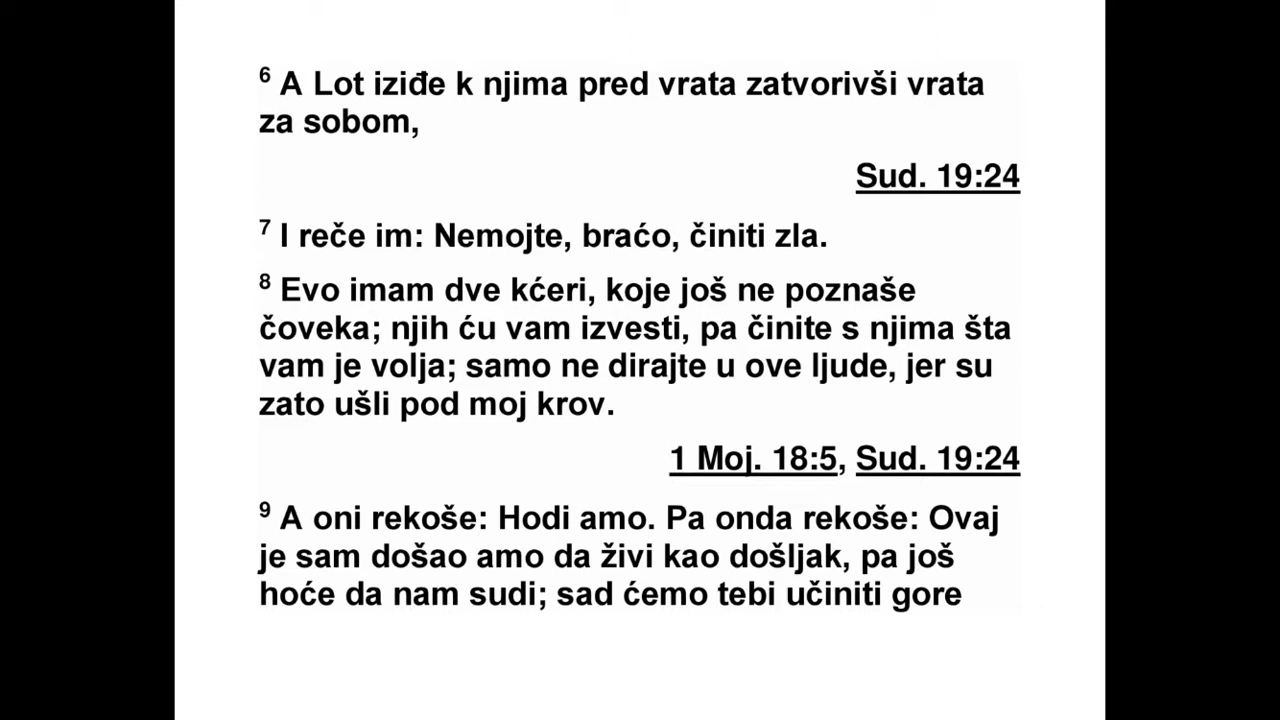 6 A Lot iziđe k njima pred vrata zatvorivši vrata
za sobom,
Sud. 19:24
7 I reče im: Nemojte, braćo, činiti zla.
8 Evo imam dve kćeri, koje još ne poznaše
čoveka; njih ću vam izvesti, pa činite s njima šta
vam je volja; samo ne dirajte u ove ljude, jer su
zato ušli pod moj krov.
1 Moj. 18:5, Sud. 19:24
9 A oni rekoše: Hodi amo. Pa onda rekoše: Ovaj
je sam došao amo da živi kao došljak, pa još
hoće da nam sudi; sad ćemo tebi učiniti gore